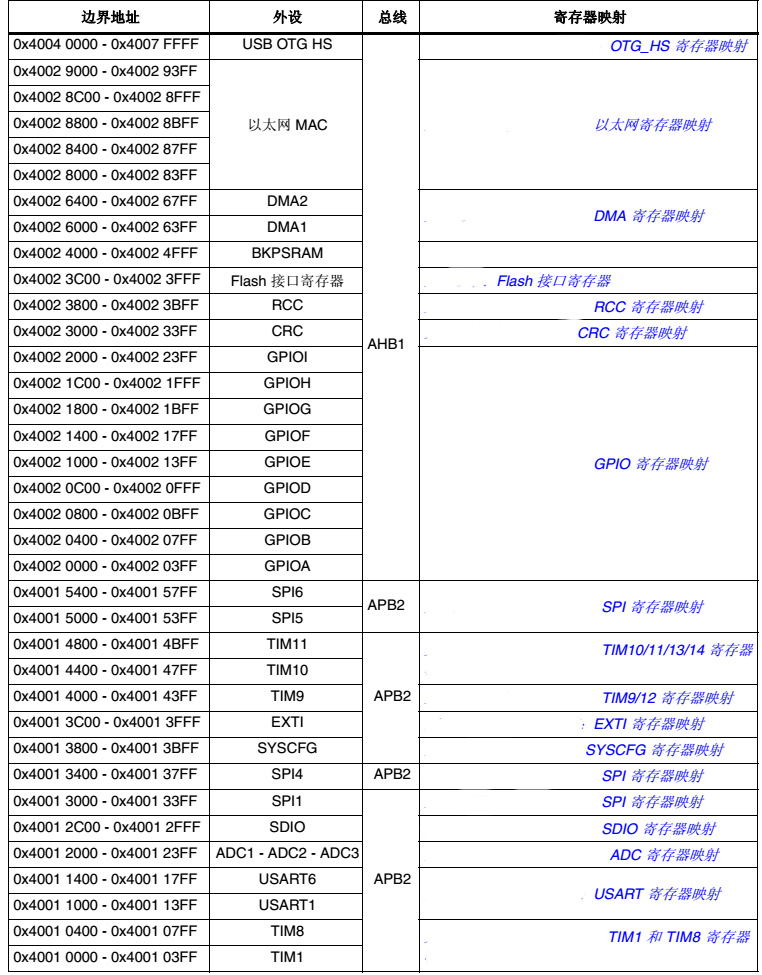 边界地址 外设 总线 寄存器映射
0x4004 0000 - 0x4007 FFFF USB OTG HS OTG_HS 寄存器映射
0x4002 9000 - 0x4002 93FF
0x4002 8C00 - 0x4002 8FFF
0x4002 8800 - 0x4002 8BFF 以太网 MAC 以太网寄存器映射
0x4002 8400 - 0x4002 87FF
0x4002 8000 - 0x4002 83FF
0x4002 6400 - 0x4002 67FF DMA2
DMA 寄存器映射
0x4002 6000 - 0x4002 63FF DMA1
0x4002 4000 - 0x4002 4FFF BKPSRAM
0x4002 3C00 - 0x4002 3FFF Flash 接口寄存器 Flash 接口寄存器
0x4002 3800 - 0x4002 3BFF RCC RCC 寄存器映射
0x4002 3000 - 0x4002 33FF CRC CRC 寄存器映射
AHB1
0x4002 2000 - 0x4002 23FF GPIOI
0x4002 1C00 - 0x4002 1FFF GPIOH
0x4002 1800 - 0x4002 1BFF GPIOG
0x4002 1400 - 0x4002 17FF GPIOF
0x4002 1000 - 0x4002 13FF GPIOE GPIO 寄存器映射
0x4002 0C00 - 0x4002 0FFF GPIOD
0x4002 0800 - 0x4002 0BFF GPIOC
0x4002 0400 - 0x4002 07FF GPIOB
0x4002 0000 - 0x4002 03FF GPIOA
0x4001 5400 - 0x4001 57FF SPI6
APB2 SPI 寄存器映射
0x4001 5000 - 0x4001 53FF SPI5
0x4001 4800 - 0x4001 4BFF TIM11 TIM10/11/13/14 寄存器
0x4001 4400 - 0x4001 47FF TIM10
0x4001 4000 - 0x4001 43FF TIM9 APB2 TIM9/12 寄存器映射
0x4001 3C00 - 0x4001 3FFF EXTI : EXTI 寄存器映射
0x4001 3800 - 0x4001 3BFF SYSCFG SYSCFG 寄存器映射
0x4001 3400 - 0x4001 37FF SPI4 APB2 SPI 寄存器映射
0x4001 3000 - 0x4001 33FF SPI1 SPI 寄存器映射
0x4001 2C00 - 0x4001 2FFF SDIO SDIO 寄存器映射
0x4001 2000 - 0x4001 23FF ADC1 - ADC2 - ADC3 ADC 寄存器映射
0x4001 1400 - 0x4001 17FF USART6 APB2
USART 寄存器映射
0x4001 1000 - 0x4001 13FF USART1
0x4001 0400 - 0x4001 07FF TIM8 TIM1 和 TIM8 寄存器
0x4001 0000 - 0x4001 03FF TIM1